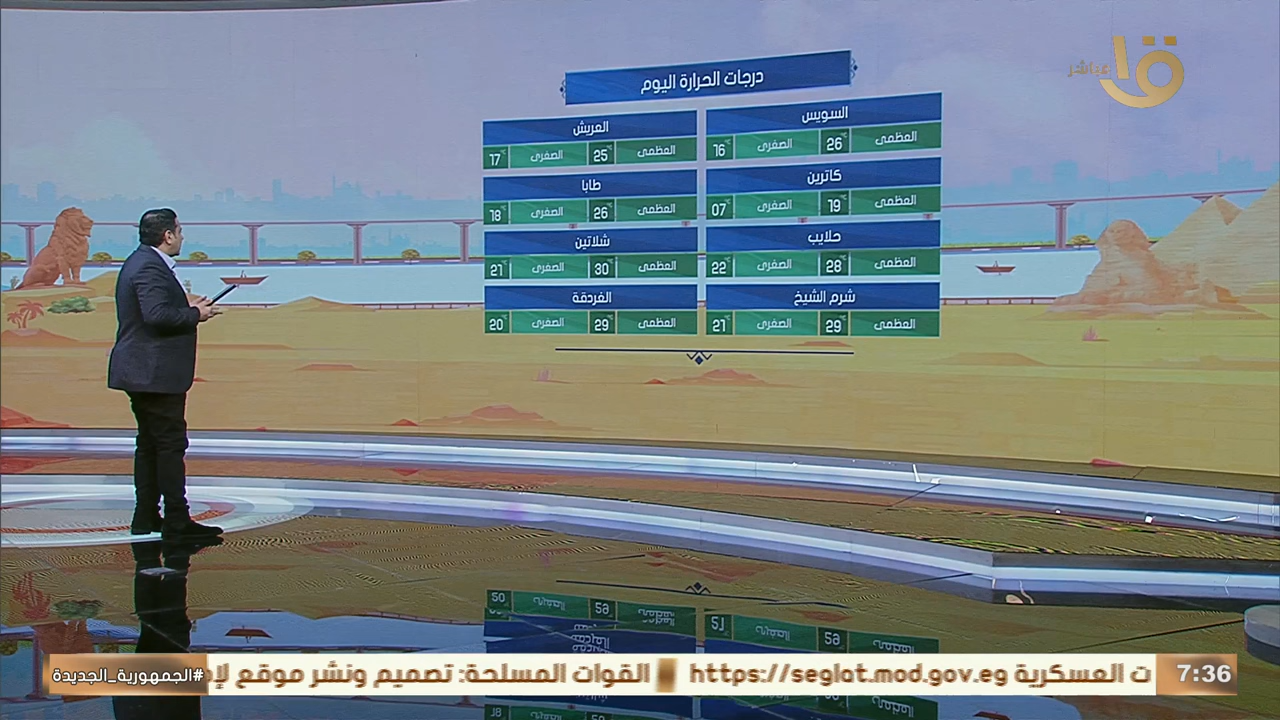 مباشر
درجات الحرارة اليوم
السويس
العظمى 26 الصغرى 16
العريش
العظمى 25 الصغرى 17
كاترين
العظمى 19 الصغرى 07
طابا
العظمى 26 الصغرى 18
حلايب
العظمى 28 الصغرى 22
شلاتين
العظمى 30 الصغرى 21
شرم الشيخ
العظمى 29 الصغرى 21
الغردقة
العظمى 29 الصغرى 20
7:36
ت العسكرية https://seglat.mod.gov.eg القوات المسلحة: تصميم ونشر موقع لإ
#الجمهورية_الجديدة